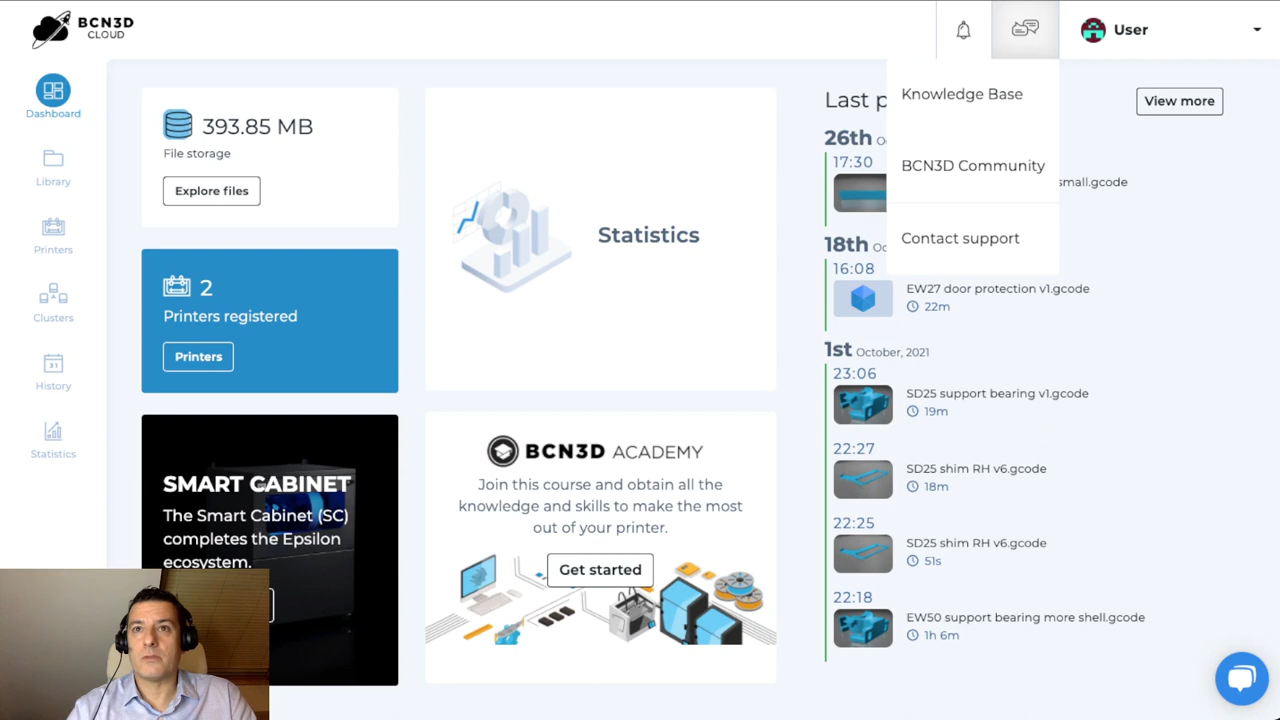 BCN3D
CLOUD
User
Dashboard
Library
Printers
Clusters
31
History
Statistics
393.85 MB
File storage
Explore files
2
Printers registered
Printers
SMART CABINET
The Smart Cabinet (SC)
completes the Epsilon
ecosystem.
Statistics
BCN3D ACADEMY
Join this course and obtain all the
knowledge and skills to make the most
out of your printer.
Get started
Knowledge Base
BCN3D Community
Contact support
Last p
View more
26th
17:30
small.gcode
18th Oc
16:08
EW27 door protection v1.gcode
22m
1st October, 2021
23:06
SD25 support bearing v1.gcode
19m
22:27
SD25 shim RH v6.gcode
18m
22:25
SD25 shim RH v6.gcode
51s
22:18
EW50 support bearing more shell.gcode
1h 6m